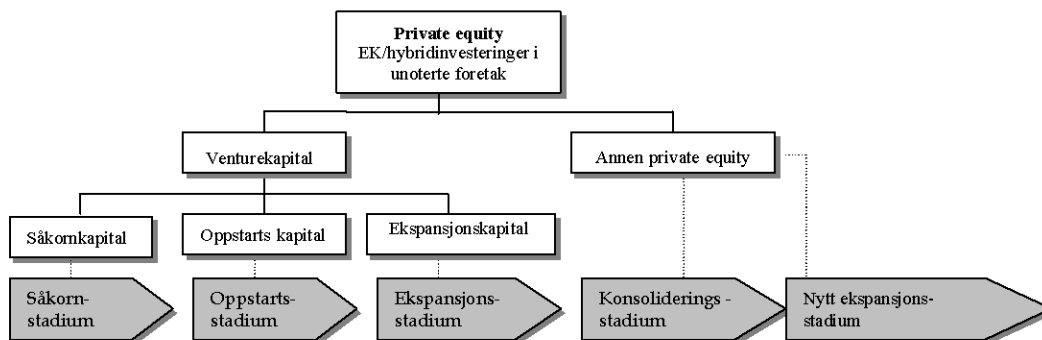 Private equity
EK/hybridinvesteringer i
unoterte foretak
Venturekapital
Annen private equity
Såkornkapital
Oppstarts kapital
Ekspansjonskapital
Såkorn-
stadium
Oppstarts-
stadium
Ekspansjons-
stadium
Konsoliderings -
stadium
Nytt ekspansjons-
stadium